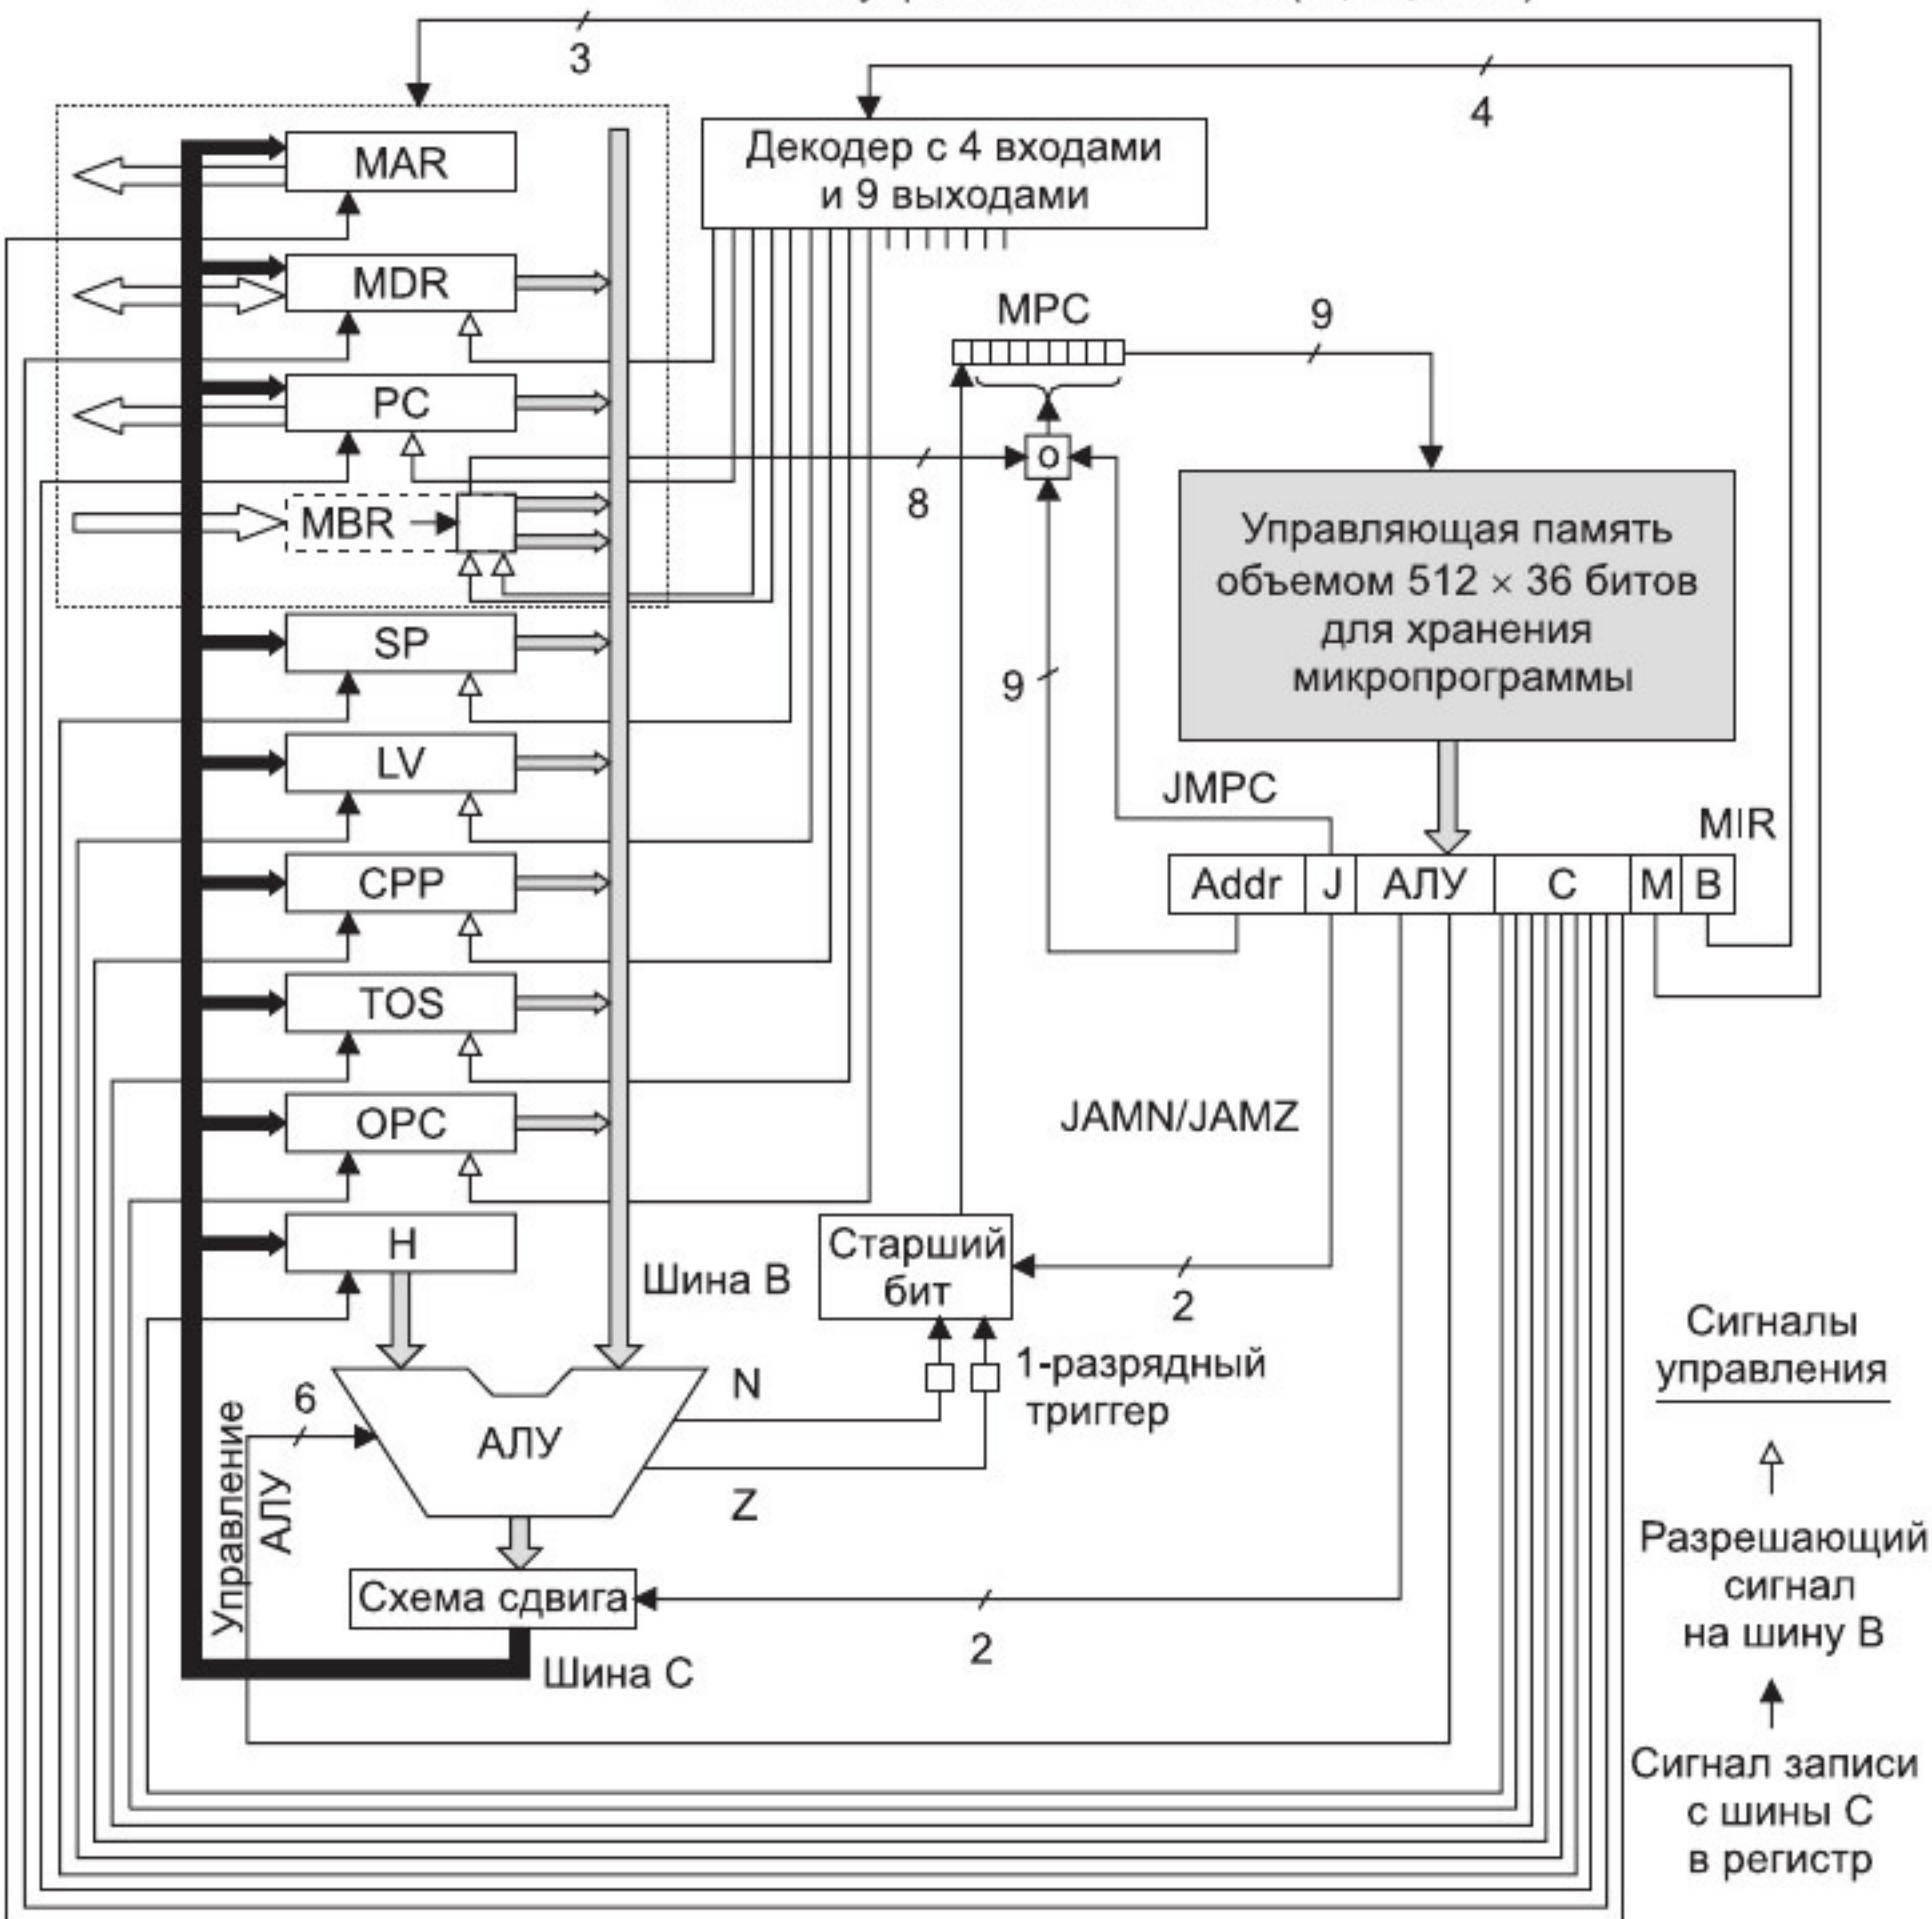 3
4
MAR
Декодер с 4 входами
и 9 выходами
MDR
MPC
9
PC
O
8
MBR
Управляющая память
объемом 512 × 36 битов
для хранения
микропрограммы
SP
9
LV
JMPC
MIR
CPP
Addr
J
АЛУ
C
M
B
TOS
JAMN/JAMZ
OPC
H
Старший
бит
Шина B
2
1-разрядный
триггер
N
6
Управление
АЛУ
АЛУ
Z
Схема сдвига
2
Шина C
Сигналы
управления
Разрешающий
сигнал
на шину B
Сигнал записи
с шины C
в регистр